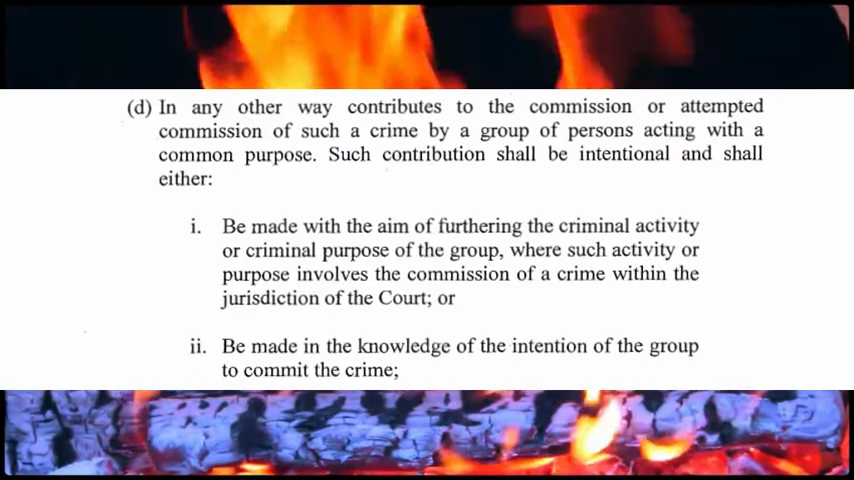 (d) In any other way contributes to the commission or attempted
commission of such a crime by a group of persons acting with a
common purpose. Such contribution shall be intentional and shall
either:
i. Be made with the aim of furthering the criminal activity
or criminal purpose of the group, where such activity or
purpose involves the commission of a crime within the
jurisdiction of the Court; or
ii. Be made in the knowledge of the intention of the group
to commit the crime;